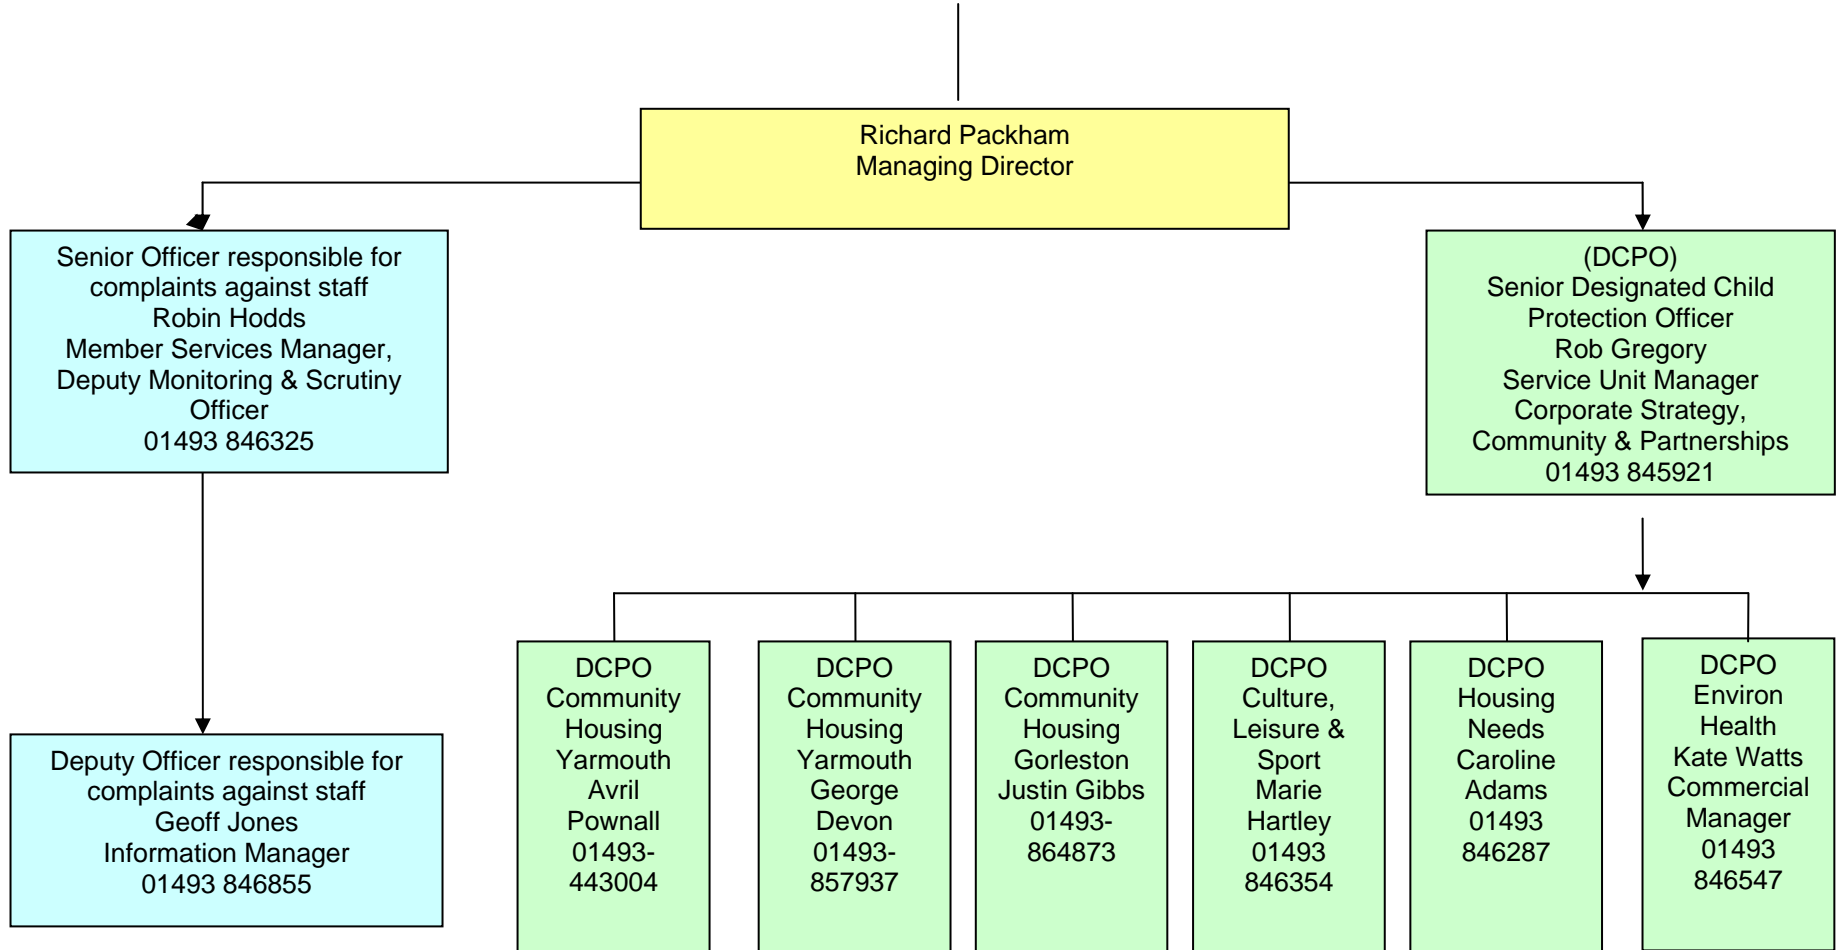 Richard Packham
Managing Director
Senior Officer responsible for
complaints against staff
Robin Hodds
Member Services Manager,
Deputy Monitoring & Scrutiny
Officer
01493 846325
(DCPO)
Senior Designated Child
Protection Officer
Rob Gregory
Service Unit Manager
Corporate Strategy,
Community & Partnerships
01493 845921
Deputy Officer responsible for
complaints against staff
Geoff Jones
Information Manager
01493 846855
DCPO
Community
Housing
Yarmouth
Avril
Pownall
01493-
443004
DCPO
Community
Housing
Yarmouth
George
Devon
01493-
857937
DCPO
Community
Housing
Gorleston
Justin Gibbs
01493-
864873
DCPO
Culture,
Leisure &
Sport
Marie
Hartley
01493
846354
DCPO
Housing
Needs
Caroline
Adams
01493
846287
DCPO
Environ
Health
Kate Watts
Commercial
Manager
01493
846547